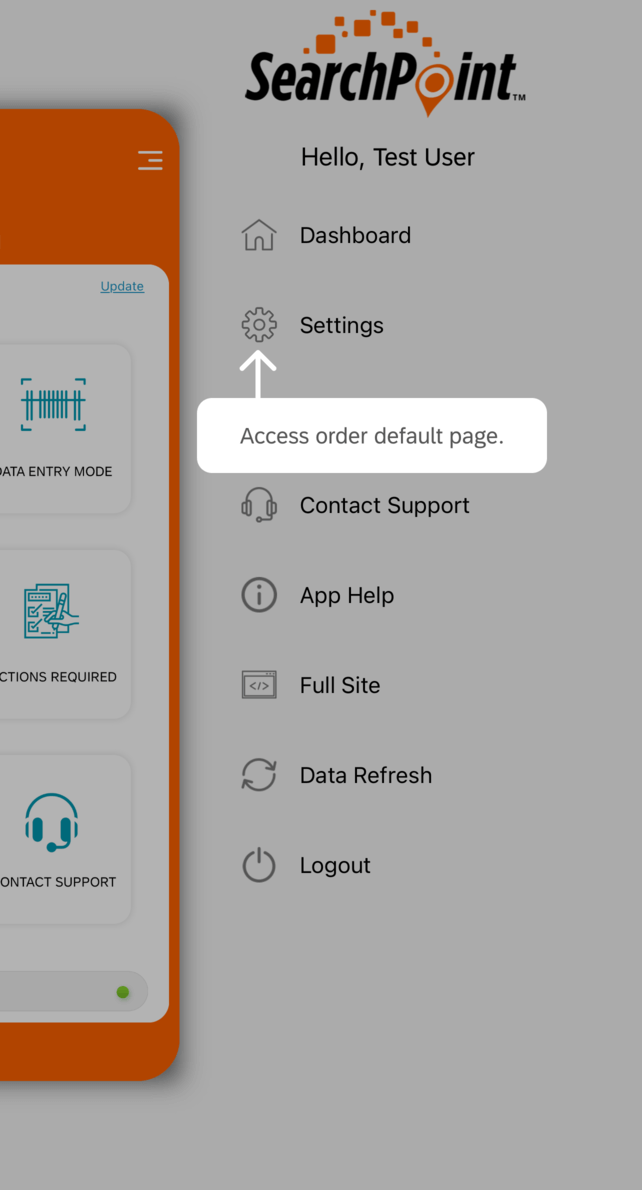 SearchPoint™
Hello, Test User
Dashboard
Update
Settings
Access order default page.
DATA ENTRY MODE
Contact Support
App Help
CTIONS REQUIRED
Full Site
</>
Data Refresh
Logout
ONTACT SUPPORT